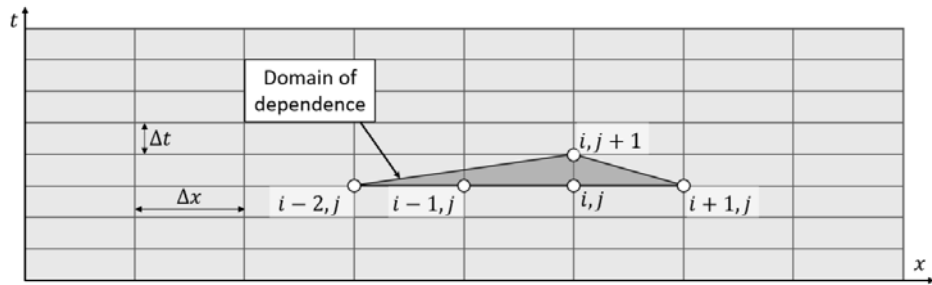 t
Domain of
dependence
Δt
i, j + 1
Δx
i − 2, j
i − 1, j
i, j
i + 1, j
x